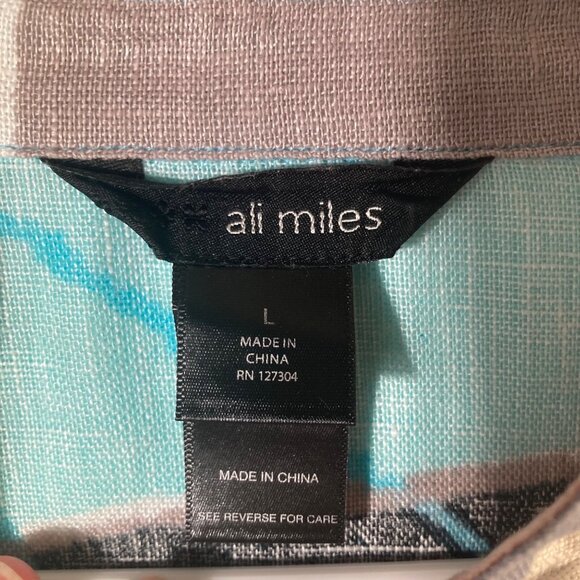 ali miles
L
MADE IN
CHINA
RN 127304
MADE IN CHINA
SEE REVERSE FOR CARE